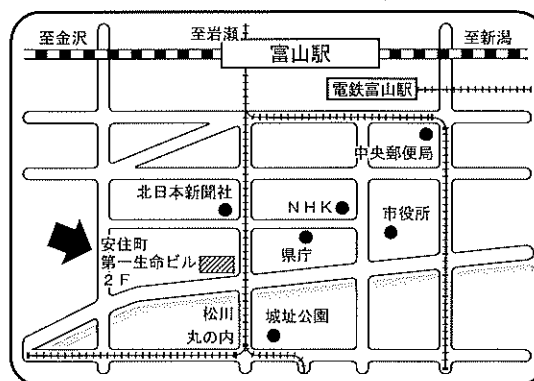 至金沢
至岩瀬
富山駅
至新潟
電鉄富山駅
中央郵便局
北日本新聞社
NHK
市役所
安住町
第一生命ビル
2F
県庁
松川
丸の内
城址公園